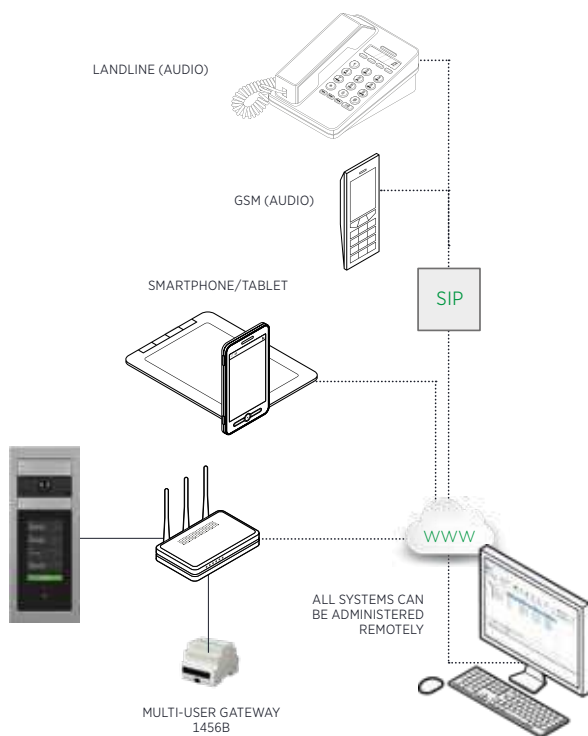 LANDLINE (AUDIO)
GSM (AUDIO)
SIP
SMARTPHONE/TABLET
WWW
ALL SYSTEMS CAN
BE ADMINISTERED
REMOTELY
MULTI-USER GATEWAY
1456B